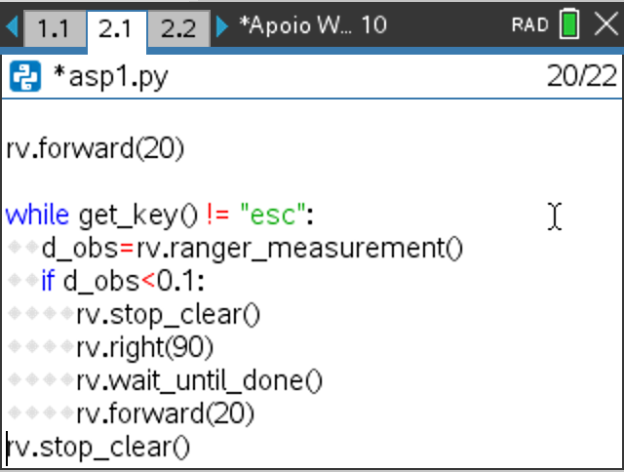 1.1 2.1 2.2 *Apoio W... 10 RAD
*asp1.py 20/22
rv.forward(20)
while get_key() != "esc":
d_obs=rv.ranger_measurement()
if d_obs<0.1:
rv.stop_clear()
rv.right(90)
rv.wait_until_done()
rv.forward(20)
rv.stop_clear()